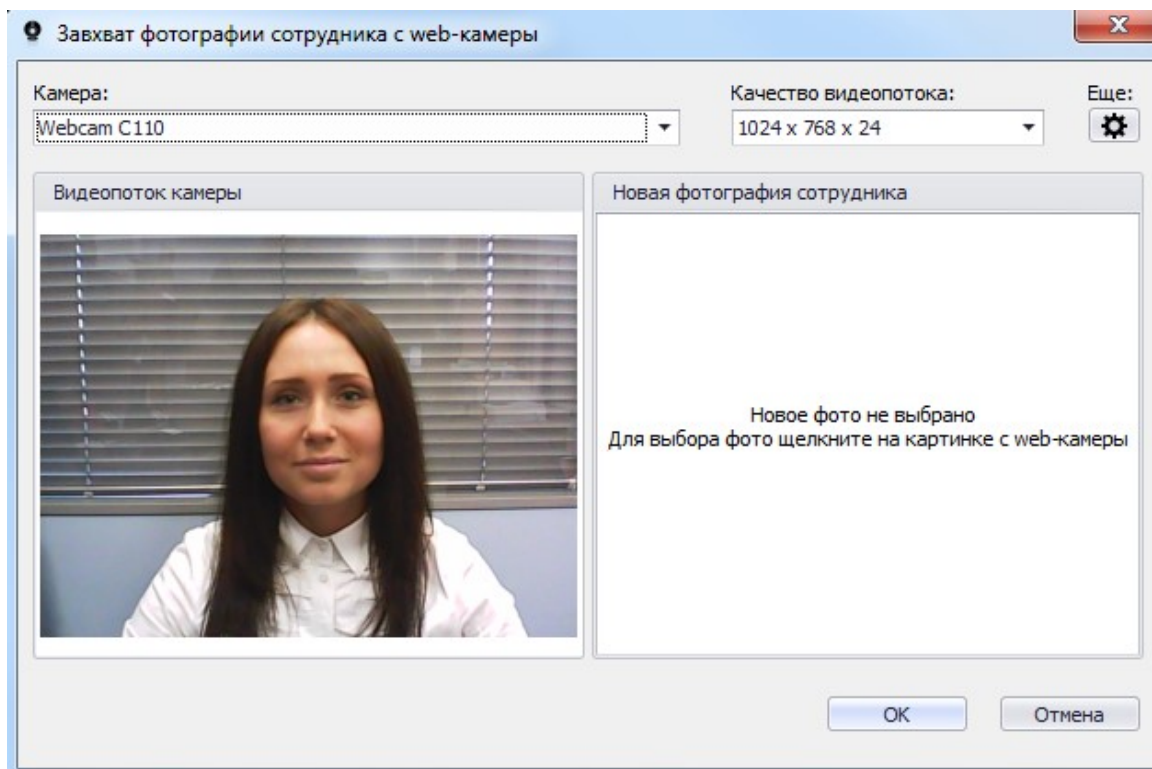 Завхват фотографии сотрудника с web-камеры
Камера:
Качество видеопотока:
Еще:
Webcam C110
1024 x 768 x 24
Видеопоток камеры
Новая фотография сотрудника
Новое фото не выбрано
Для выбора фото щелкните на картинке с web-камеры
OK
Отмена